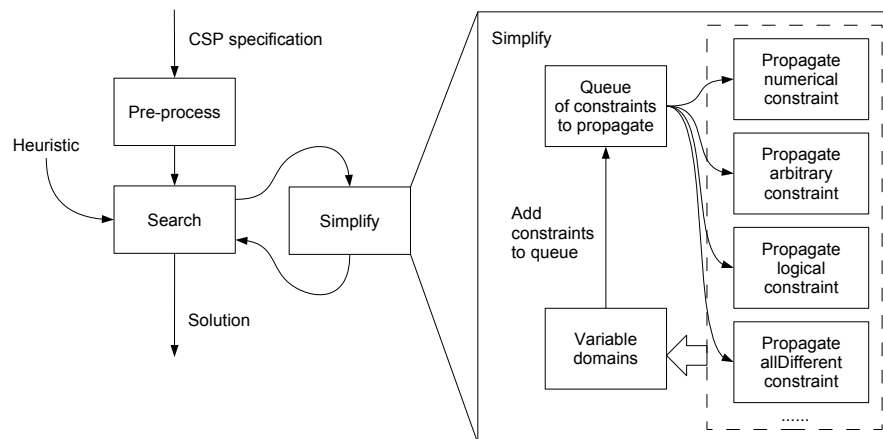 CSP specification
Pre-process
Heuristic
Search
Simplify
Solution
Simplify
Queue
of constraints
to propagate
Add
constraints
to queue
Variable
domains
Propagate
numerical
constraint
Propagate
arbitrary
constraint
Propagate
logical
constraint
Propagate
allDifferent
constraint
......